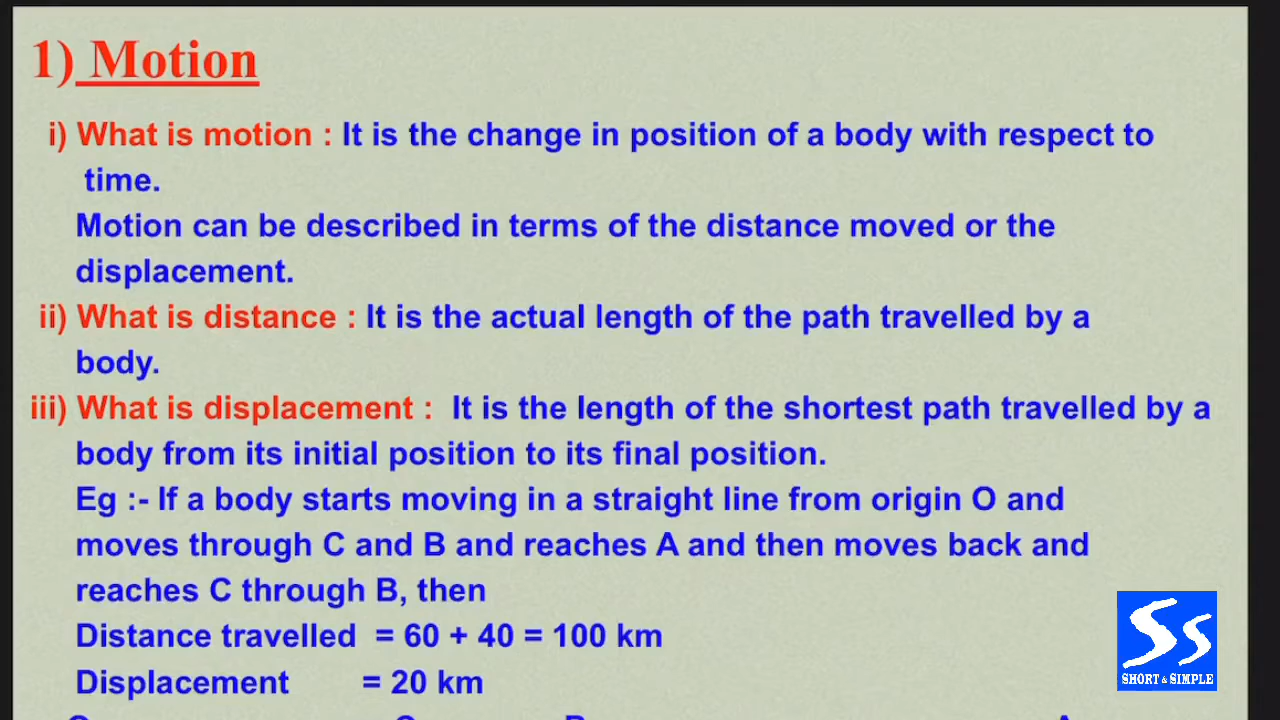 1) Motion
i) What is motion : It is the change in position of a body with respect to
time.
Motion can be described in terms of the distance moved or the
displacement.
ii) What is distance : It is the actual length of the path travelled by a
body.
iii) What is displacement : It is the length of the shortest path travelled by a
body from its initial position to its final position.
Eg :- If a body starts moving in a straight line from origin O and
moves through C and B and reaches A and then moves back and
reaches C through B, then
Distance travelled = 60 + 40 = 100 km
Displacement = 20 km
SS
SHORT & SIMPLE